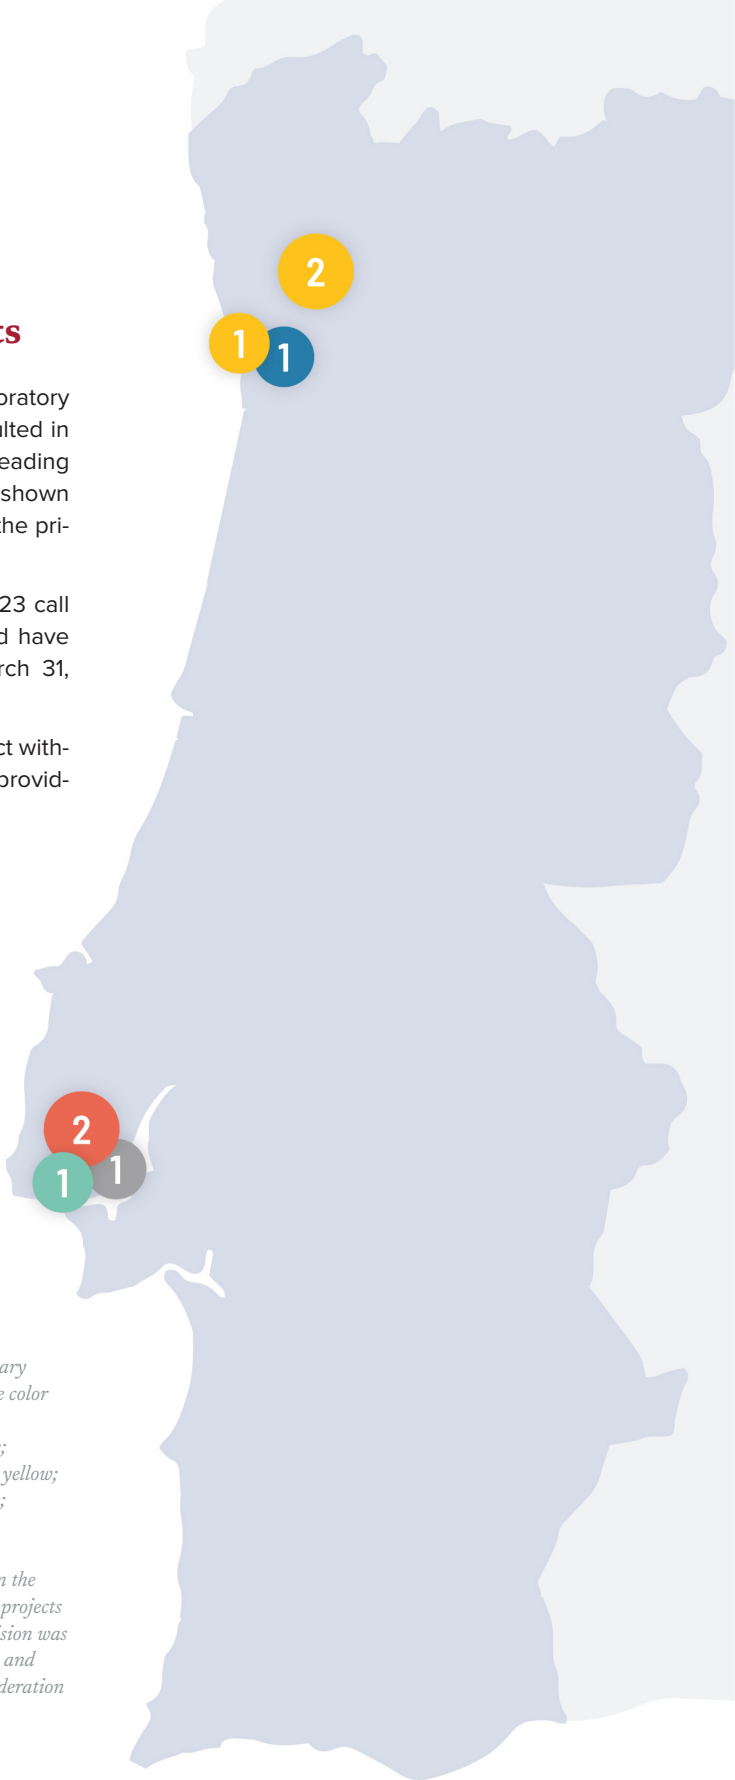 ts
oratory
ulted in
eading
shown
the pri-
23 call
d have
rch 31,
ct with-
provid-
2
1
1
2
1
1
ary
e color
;
yellow;
;
n the
projects
sion was
and
deration